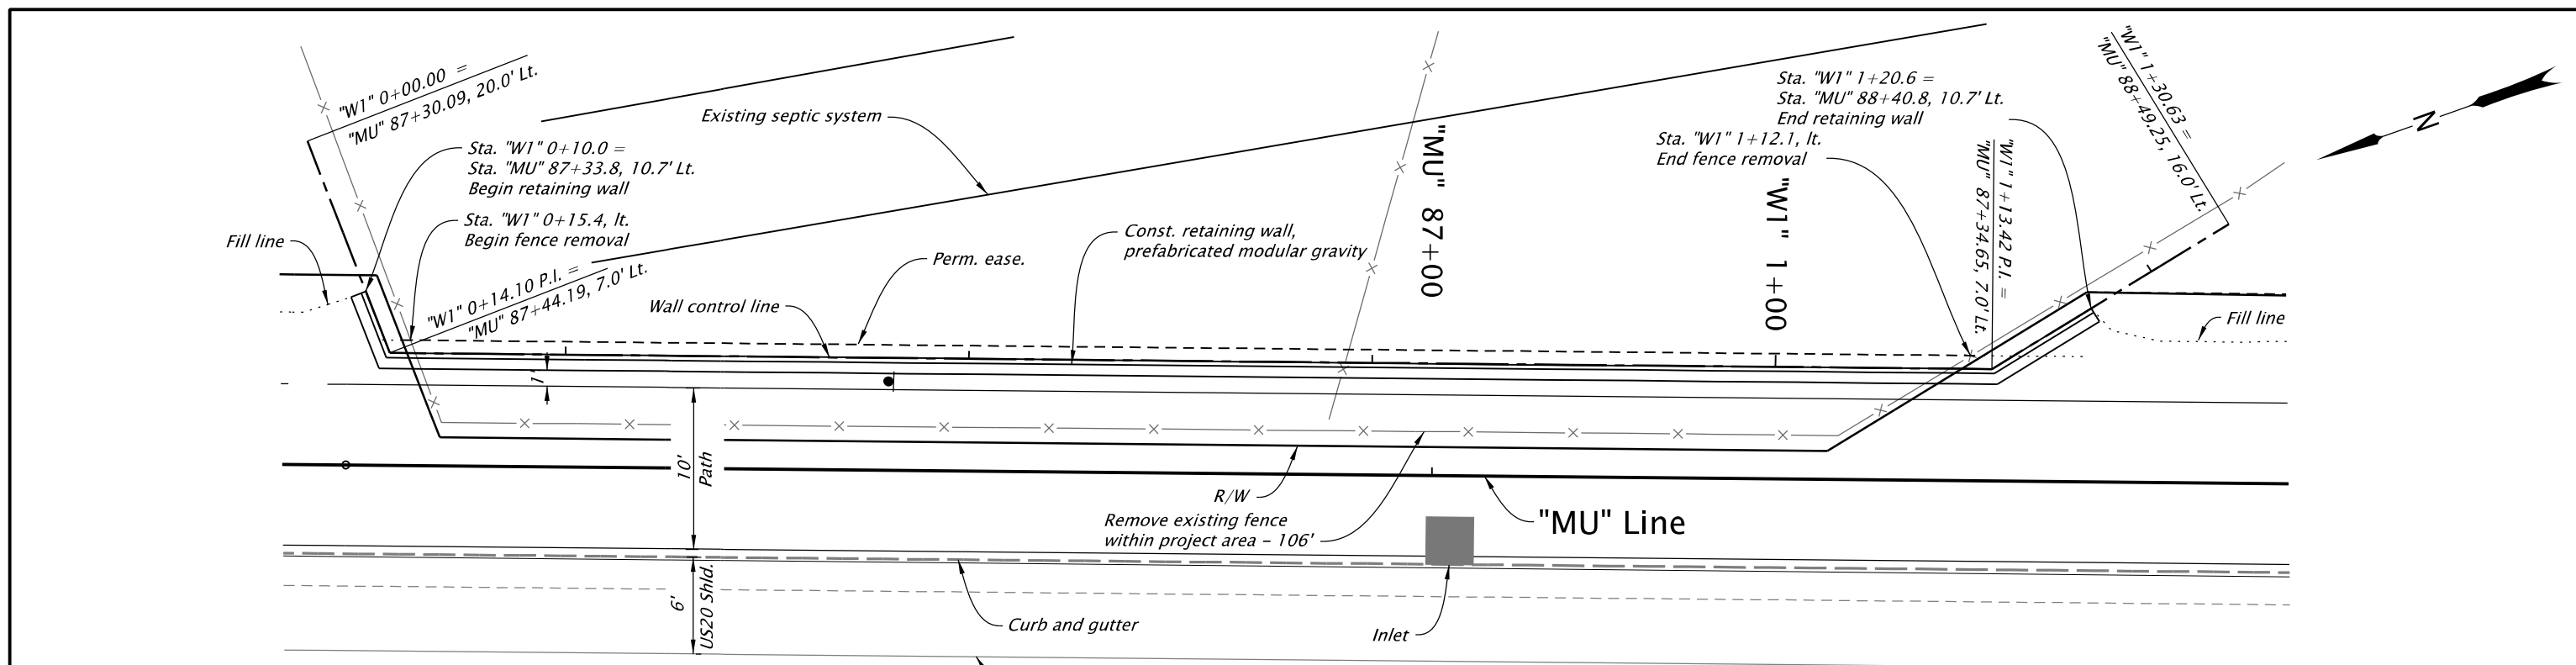 "W1" 0+00.00 =
"MU" 87+30.09, 20.0' Lt.
Sta. "W1" 0+10.0 =
Sta. "MU" 87+33.8, 10.7' Lt.
Begin retaining wall
Sta. "W1" 0+15.4, lt.
Begin fence removal
Fill line
"W1" 0+14.10 P.I. =
"MU" 87+44.19, 7.0' Lt.
Existing septic system
Const. retaining wall,
prefabricated modular gravity
Perm. ease.
Wall control line
"MU" 87+00
Sta. "W1" 1+20.6 =
Sta. "MU" 88+40.8, 10.7' Lt.
End retaining wall
Sta. "W1" 1+12.1, lt.
End fence removal
"W1" 1+00
"W1" 1+13.42 P.I. =
"MU" 87+34.65, 7.0' Lt.
"W1" 1+30.63 =
"MU" 88+49.25, 16.0' Lt.
N
Fill line
1'
10'
Path
R/W
Remove existing fence
within project area – 106'
"MU" Line
6'
US20 Shld.
Curb and gutter
Inlet